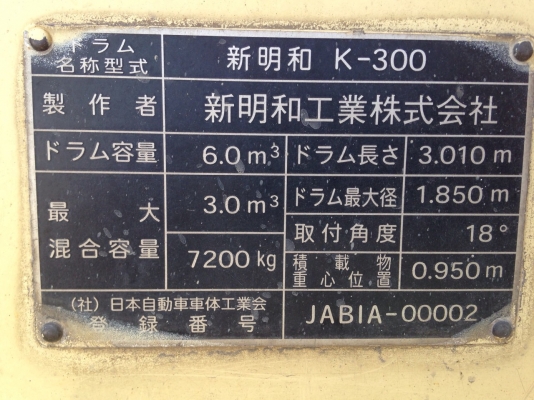 ドラム
名称型式
新明和 K-300
製作者
新明和工業株式会社
ドラム容量
6.0 m³
ドラム長さ
3.010 m
最大
混合容量
3.0 m³
7200 kg
ドラム最大径
1.850 m
取付角度
18°
積載物
重心位置
0.950 m
(社)日本自動車車体工業会
登録番号
JABIA-00002